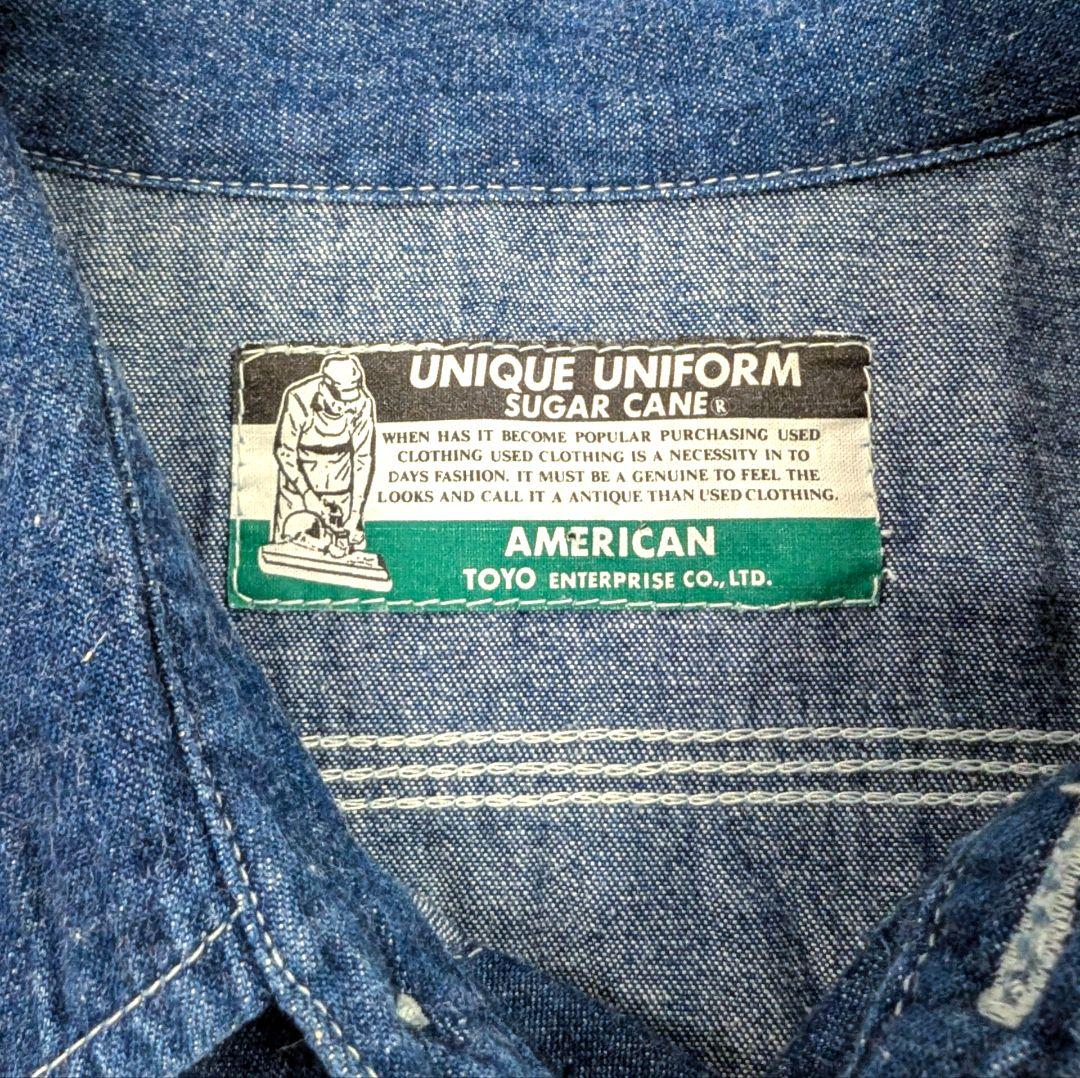 UNIQUE UNIFORM
SUGAR CANE®
WHEN HAS IT BECOME POPULAR PURCHASING USED
CLOTHING USED CLOTHING IS A NECESSITY IN TO
DAYS FASHION. IT MUST BE A GENUINE TO FEEL THE
LOOKS AND CALL IT A ANTIQUE THAN USED CLOTHING.
AMERICAN
TOYO ENTERPRISE CO., LTD.